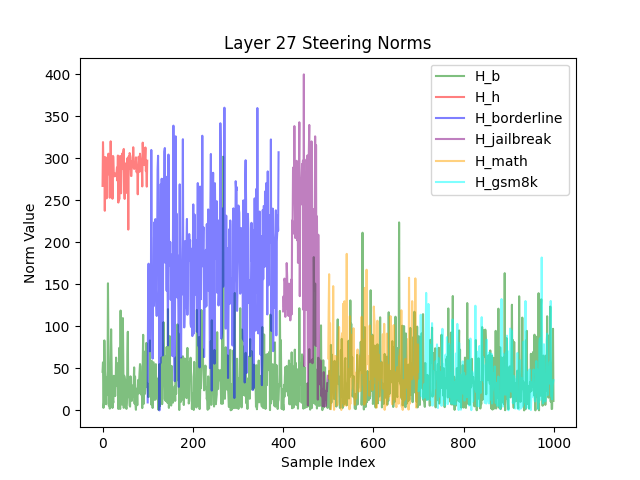 Layer 27 Steering Norms
Norm Value
400
350
300
250
200
150
100
50
0
H_b
H_h
H_borderline
H_jailbreak
H_math
H_gsm8k
0
200
400
600
800
1000
Sample Index